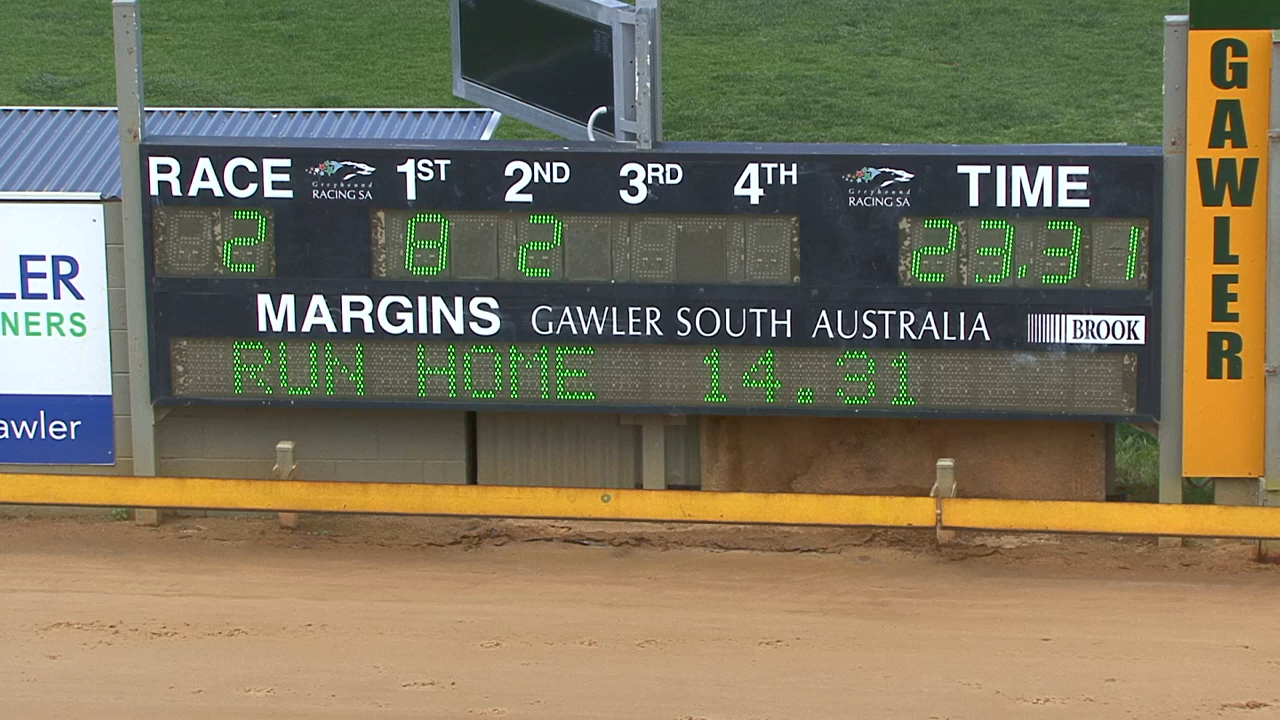 RACE 1ST 2ND 3RD 4TH TIME
Greyhound RACING SA Greyhound RACING SA
2 8 2 23.31
MARGINS GAWLER SOUTH AUSTRALIA BROOK
RUN HOME 14.31
GAWLER
LER
NERS
awler